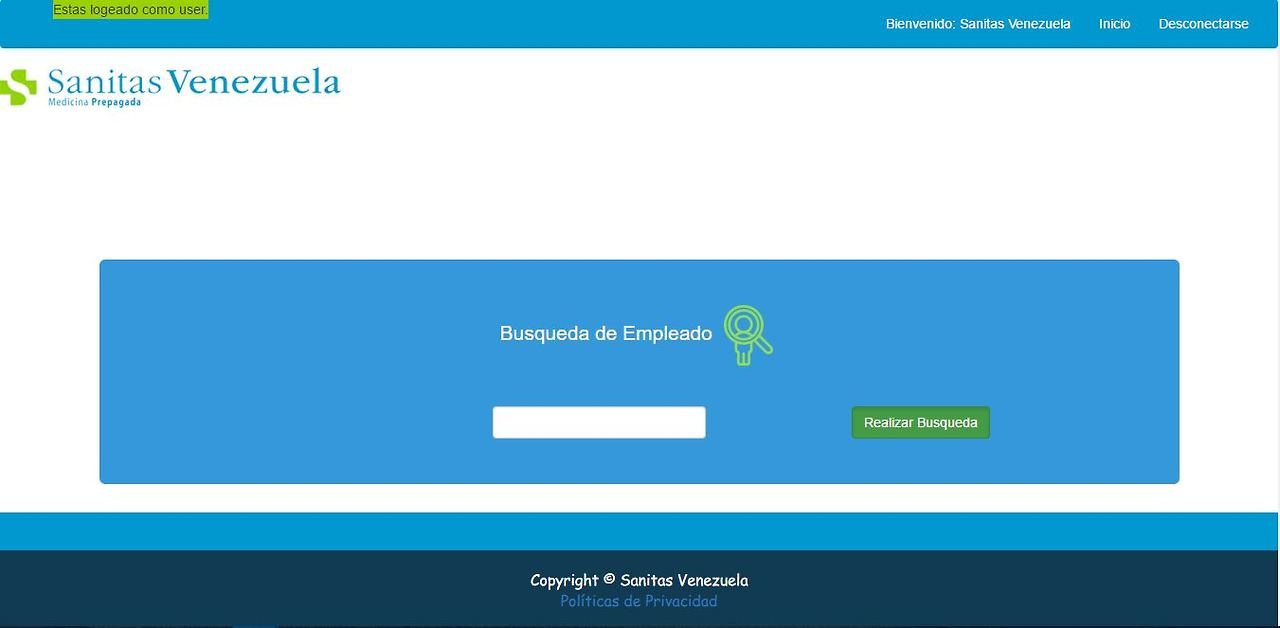 Estas logeado como user.
Bienvenido: Sanitas Venezuela Inicio Desconectarse
Sanitas Venezuela
Medicina Prepagada
Busqueda de Empleado
Realizar Busqueda
Copyright © Sanitas Venezuela
Políticas de Privacidad